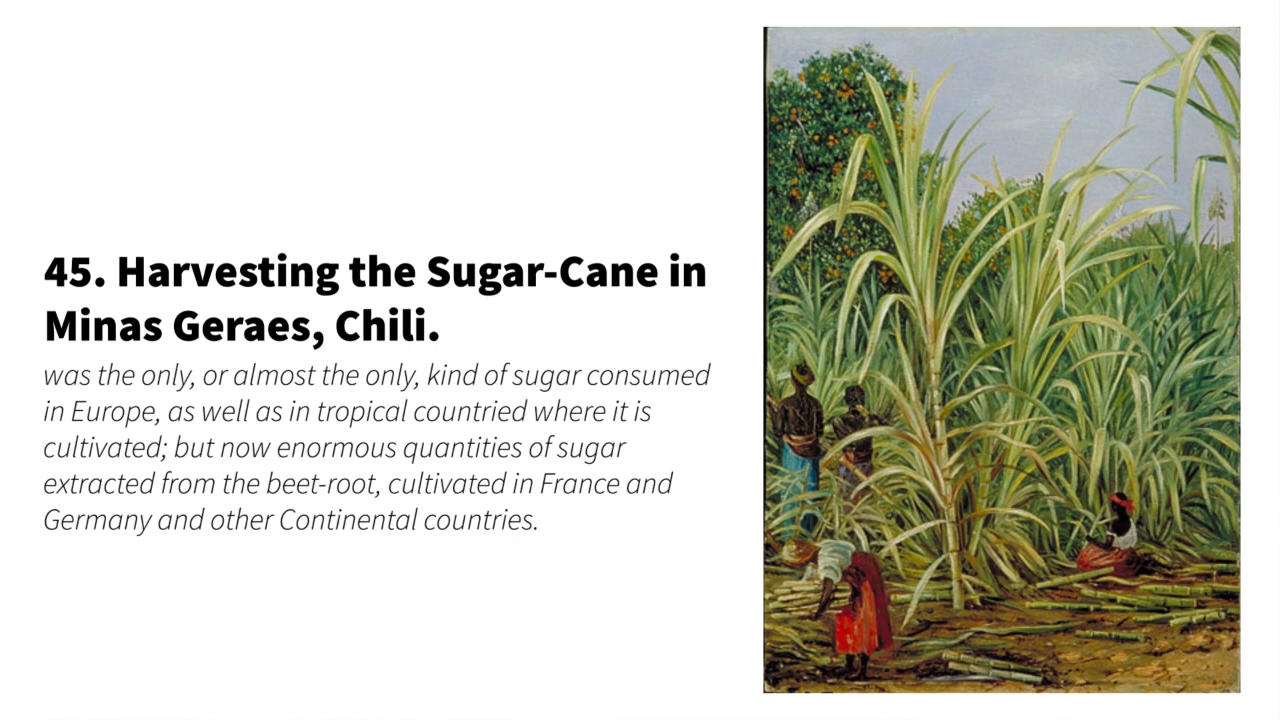 45. Harvesting the Sugar-Cane in
Minas Geraes, Chili.
was the only, or almost the only, kind of sugar consumed
in Europe, as well as in tropical countried where it is
cultivated; but now enormous quantities of sugar
extracted from the beet-root, cultivated in France and
Germany and other Continental countries.